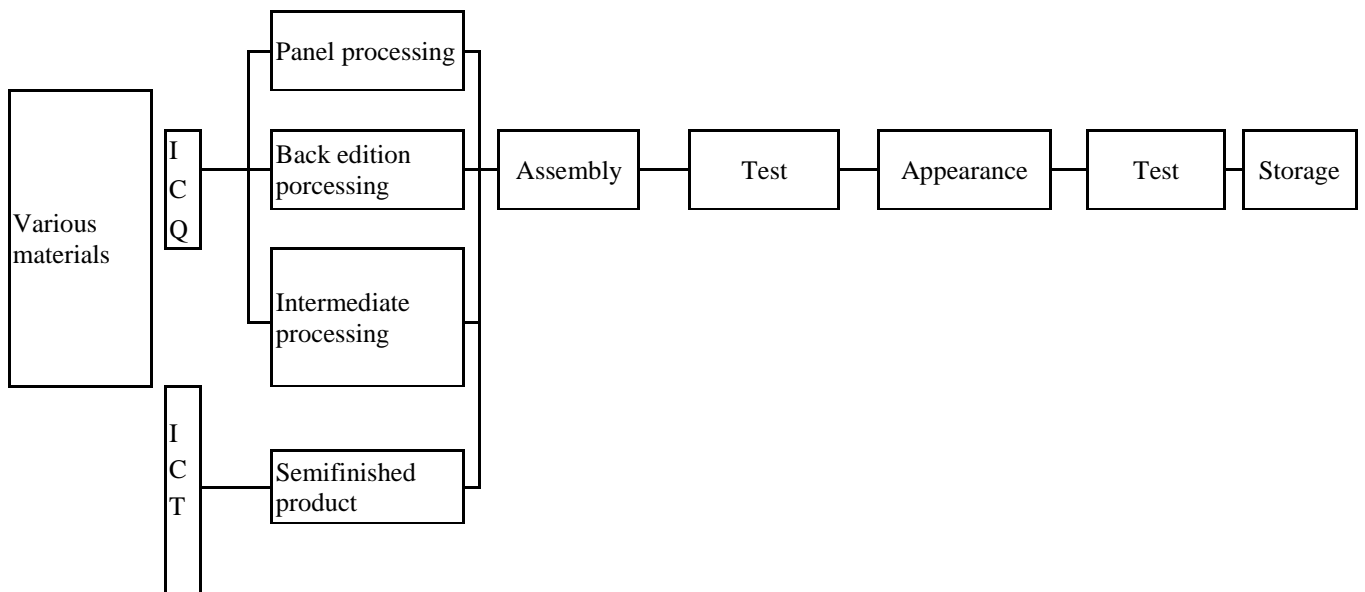 Various
materials
I
C
Q
I
C
T
Panel processing
Back edition
porcessing
Intermediate
processing
Semifinished
product
Assembly
Test
Appearance
Test
Storage